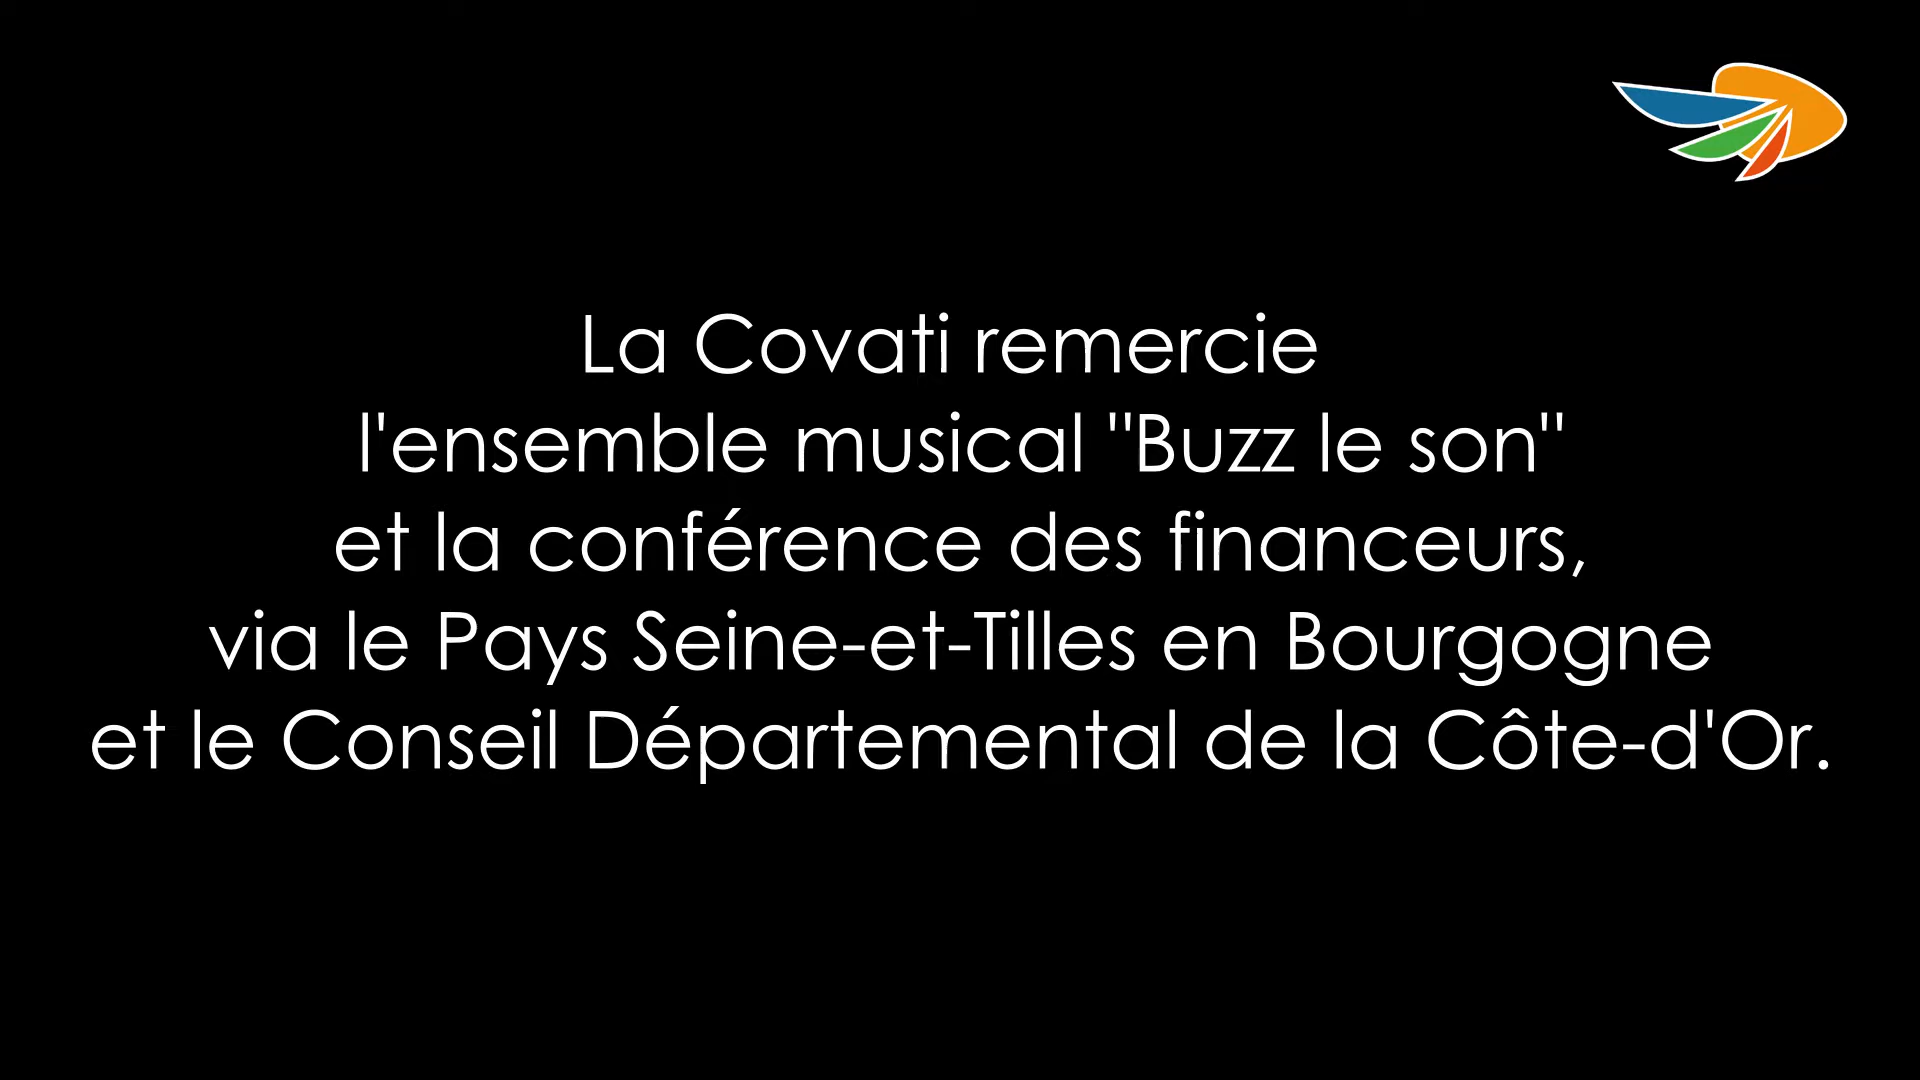 La Covati remercie
l'ensemble musical "Buzz le son"
et la conférence des financeurs,
via le Pays Seine-et-Tilles en Bourgogne
et le Conseil Départemental de la Côte-d'Or.